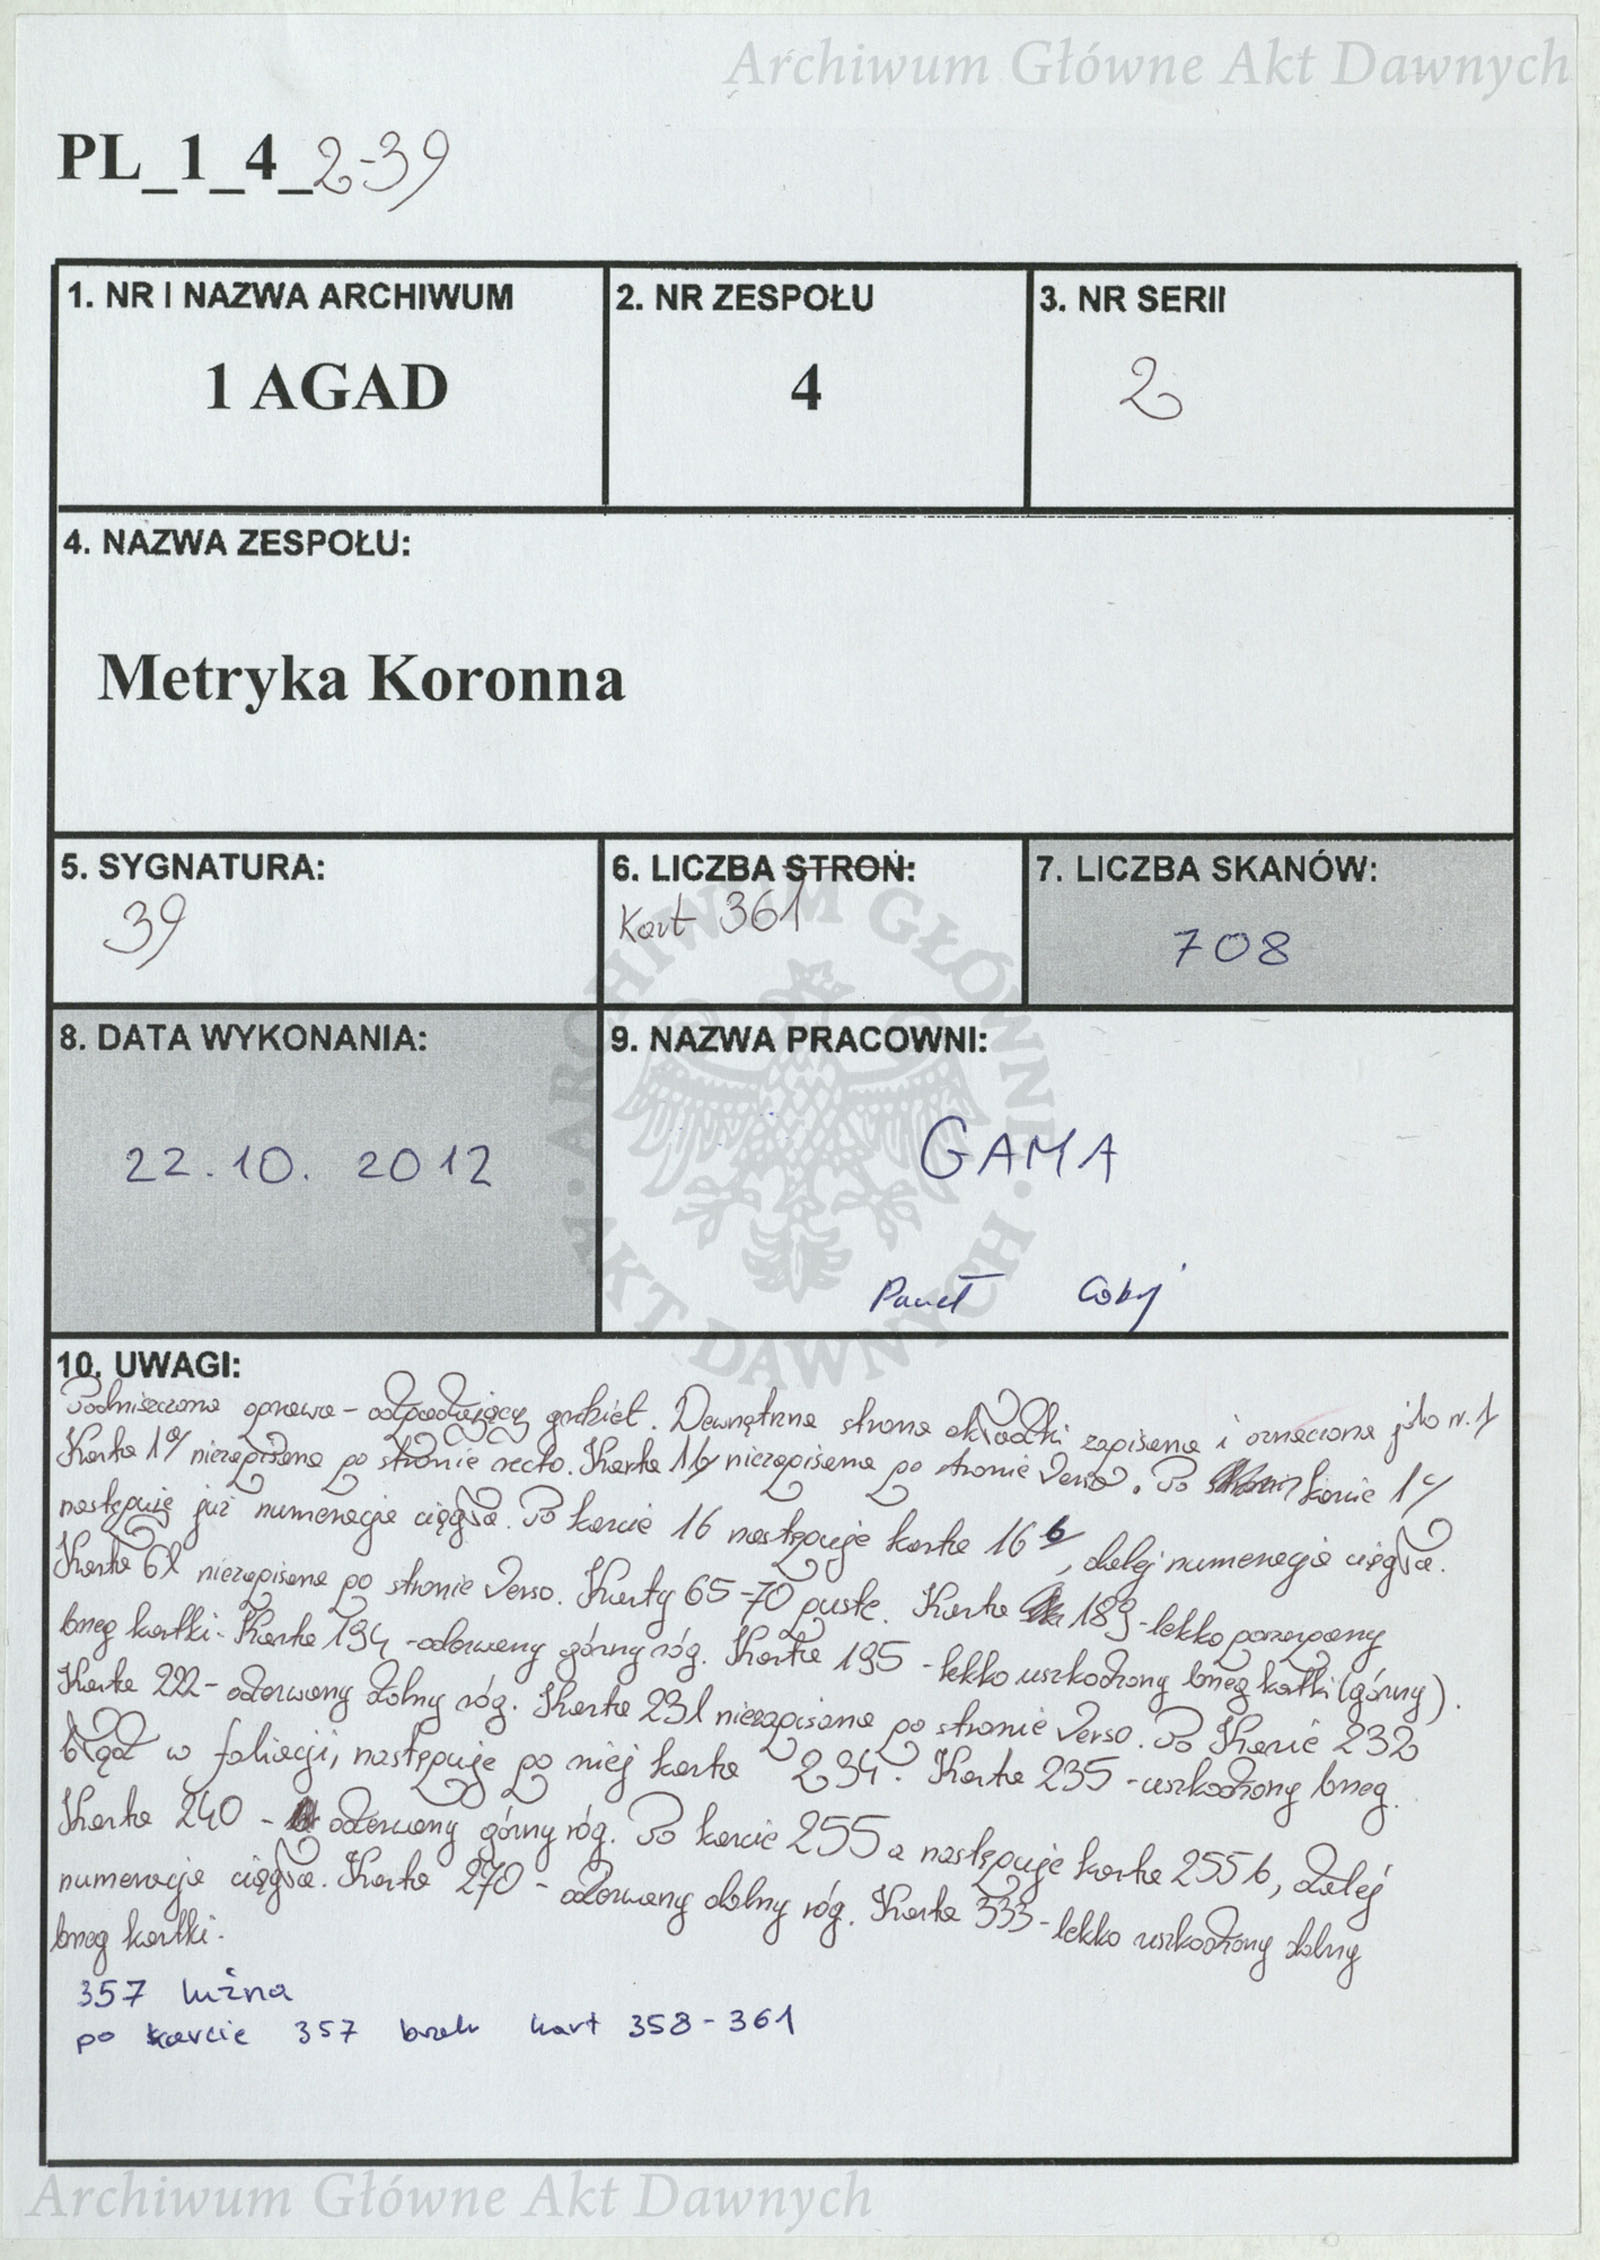 Archiwum Główne Akt Dawnych
PL_1_4_2-39
1. NR I NAZWA ARCHIWUM
1 AGAD
2. NR ZESPOŁU
4
3. NR SERII
2
4. NAZWA ZESPOŁU:
Metryka Koronna
5. SYGNATURA:
39
6. LICZBA STRON:
Kart 361
7. LICZBA SKANÓW:
708
8. DATA WYKONANIA:
22.10.2012
9. NAZWA PRACOWNI:
GAMA
Paweł
ARCHIWUM GŁÓWNE
AKT DAWNYCH
10. UWAGI:
Podniszczona oprawa - odpadający grzbiet. Wewnętrzna strona okładki zapisana i oznaczona jako nr. 1
Karta 1a niezapisana po stronie recto. Karta 1b niezapisana po stronie verso. Po karcie 1c
następuje już numeracja ciągła. Po karcie 16 następuje karta 16b, dalej numeracja ciągła.
Karta 61 niezapisana po stronie verso. Karty 65-70 puste. Karta 189 - lekko poszarpany
brzeg kartki. Karta 194 - oderwany górny róg. Karta 195 - lekko uszkodzony brzeg kartki (górny).
Karta 222 - oderwany dolny róg. Karta 231 niezapisana po stronie verso. Po karcie 232
błąd w foliacji, następuje po niej karta 234. Karta 235 - uszkodzony brzeg.
Karta 240 - oderwany górny róg. Po karcie 255a następuje karta 255b, dalej
numeracja ciągła. Karta 270 - oderwany dolny róg. Karta 333 - lekko uszkodzony dolny
brzeg kartki.
357 luźna
po karcie 357 brak kart 358-361
Archiwum Główne Akt Dawnych